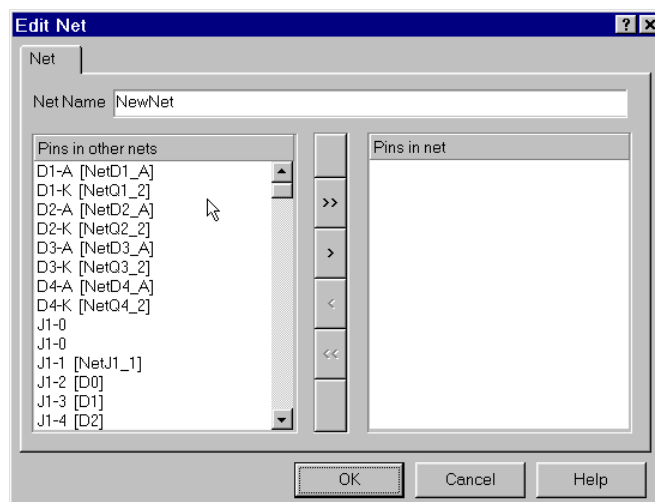 Edit Net
? x
Net
Net Name NewNet
Pins in other nets
D1-A [NetD1_A]
D1-K [NetQ1_2]
D2-A [NetD2_A]
D2-K [NetQ2_2]
D3-A [NetD3_A]
D3-K [NetQ3_2]
D4-A [NetD4_A]
D4-K [NetQ4_2]
J1-0
J1-0
J1-1 [NetJ1_1]
J1-2 [D0]
J1-3 [D1]
J1-4 [D2]
>>
>
<
<<
Pins in net
OK
Cancel
Help